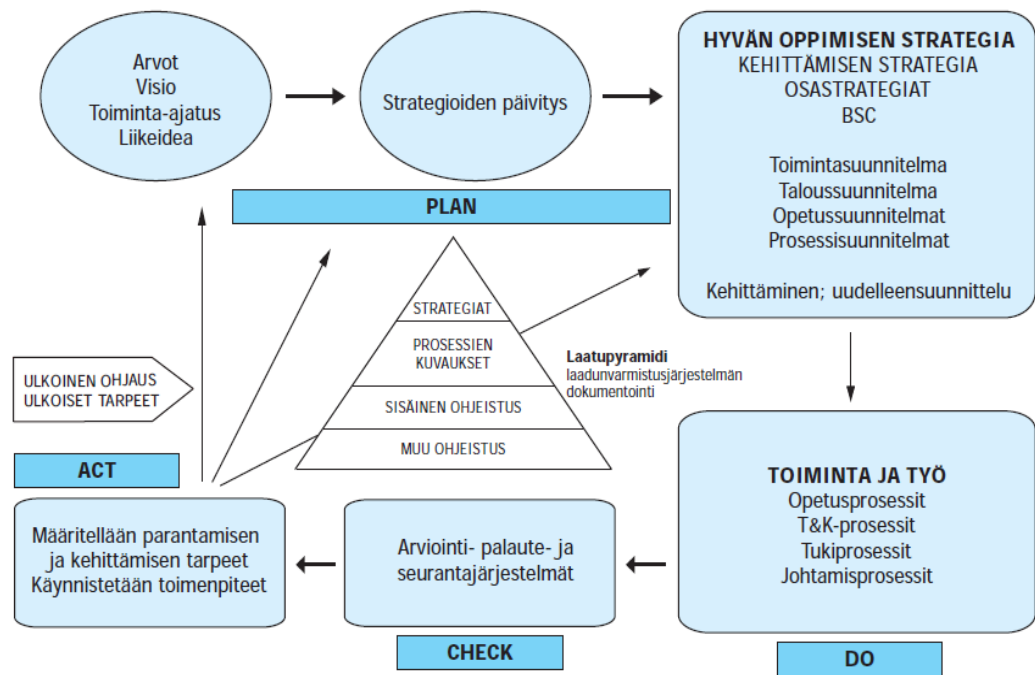 Arvot
Visio
Toiminta-ajatus
Liikeidea
Strategioiden päivitys
HYVÄN OPPIMISEN STRATEGIA
KEHITTÄMISEN STRATEGIA
OSASTRATEGIAT
BSC
Toimintasuunnitelma
Taloussuunnitelma
Opetussuunnitelmat
Prosessisuunnitelmat
Kehittäminen; uudelleensuunnittelu
PLAN
STRATEGIAT
PROSESSIEN
KUVAUKSET
SISÄINEN OHJEISTUS
MUU OHJEISTUS
Laatupyramidi
laadunvarmistusjärjestelmän
dokumentointi
ULKOINEN OHJAUS
ULKOISET TARPEET
ACT
Määritellään parantamisen
ja kehittämisen tarpeet
Käynnistetään toimenpiteet
Arviointi- palaute- ja
seurantajärjestelmät
CHECK
TOIMINTA JA TYÖ
Opetusprosessit
T&K-prosessit
Tukiprosessit
Johtamisprosessit
DO